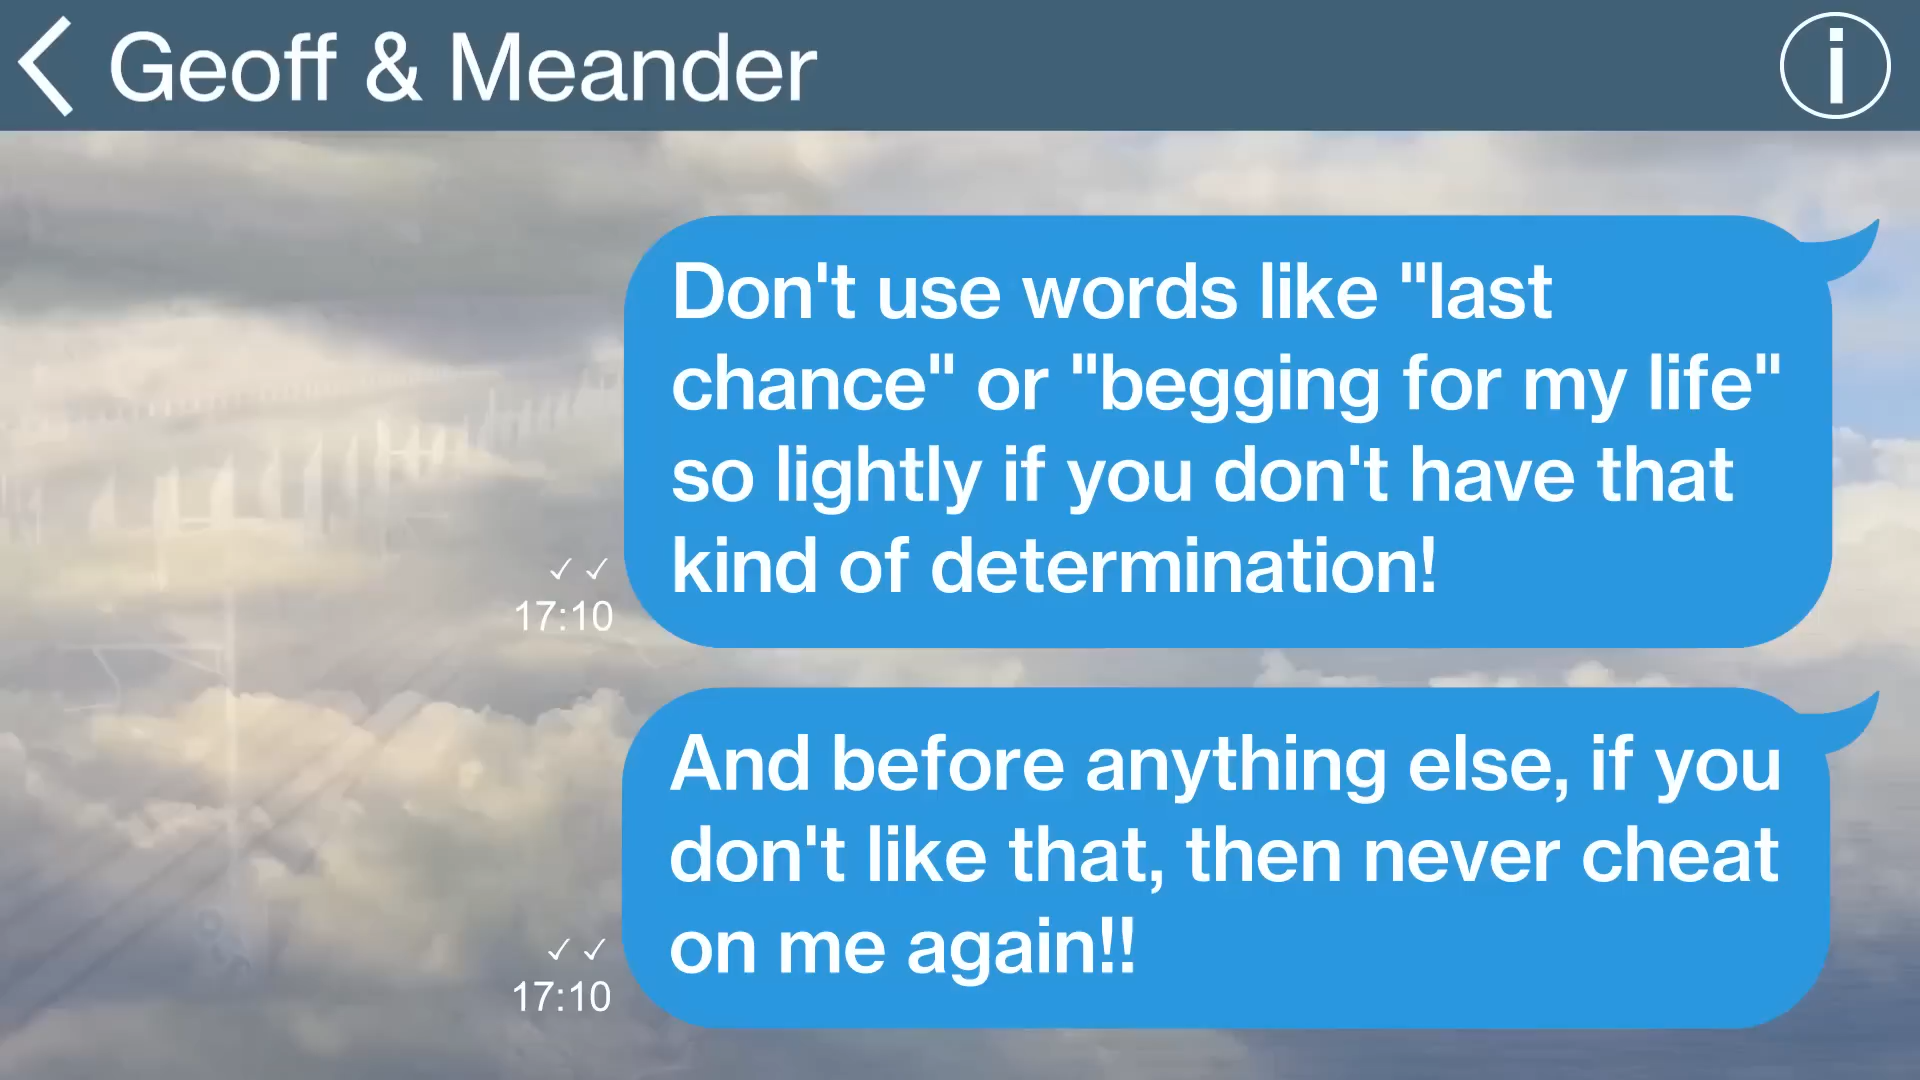 Geoff & Meander
Don't use words like "last
chance" or "begging for my life"
so lightly if you don't have that
kind of determination!
17:10
And before anything else, if you
don't like that, then never cheat
on me again!!
17:10